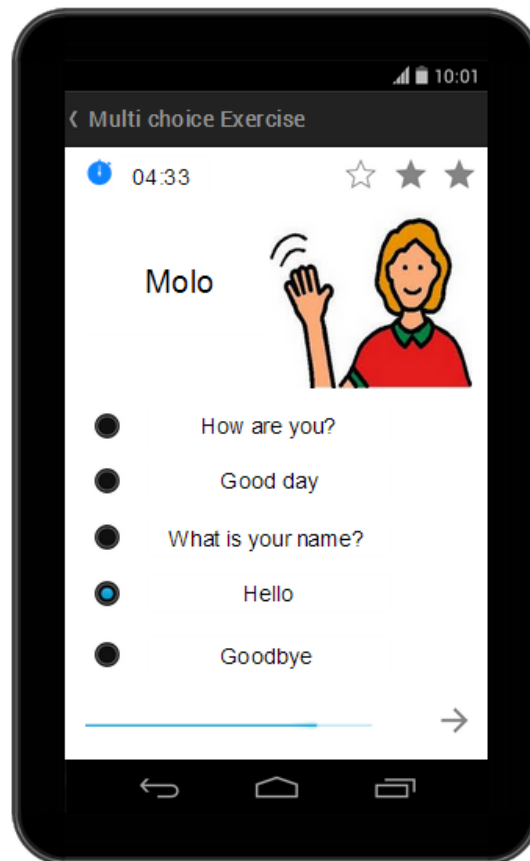 10:01
Multi choice Exercise
04:33
Molo
How are you?
Good day
What is your name?
Hello
Goodbye